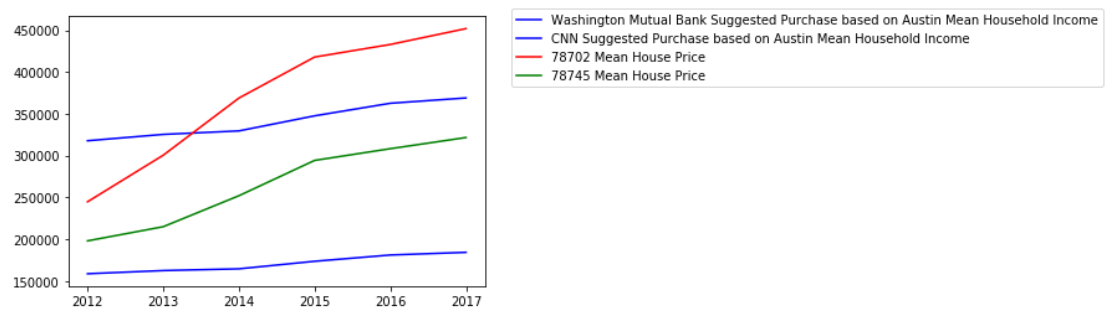 Washington Mutual Bank Suggested Purchase based on Austin Mean Household Income
CNN Suggested Purchase based on Austin Mean Household Income
78702 Mean House Price
78745 Mean House Price
450000
400000
350000
300000
250000
200000
150000
2012 2013 2014 2015 2016 2017